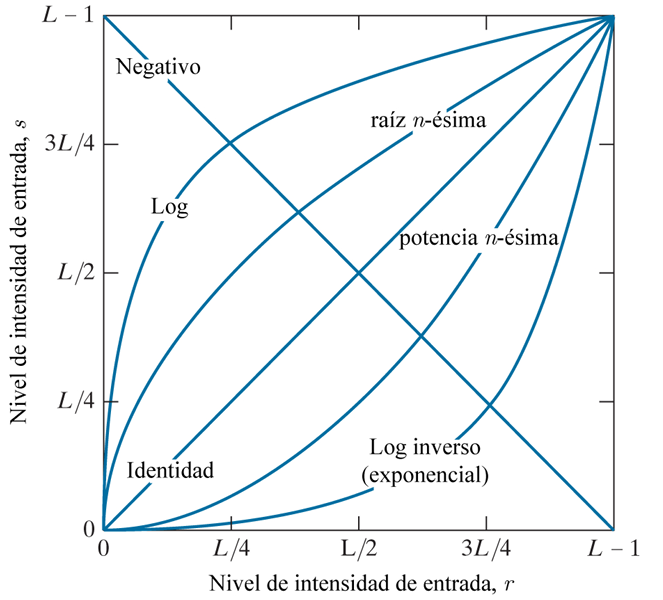 L – 1
Negativo
raíz n-ésima
3L/4
Log
potencia n-ésima
L/2
L/4
Log inverso
(exponencial)
Identidad
0
0
L/4
L/2
3L/4
L – 1
Nivel de intensidad de entrada, r
Nivel de intensidad de entrada, s